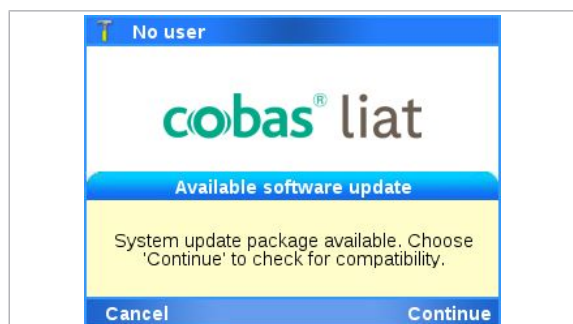 No user
cobas® liat
Available software update
System update package available. Choose
'Continue' to check for compatibility.
Cancel Continue